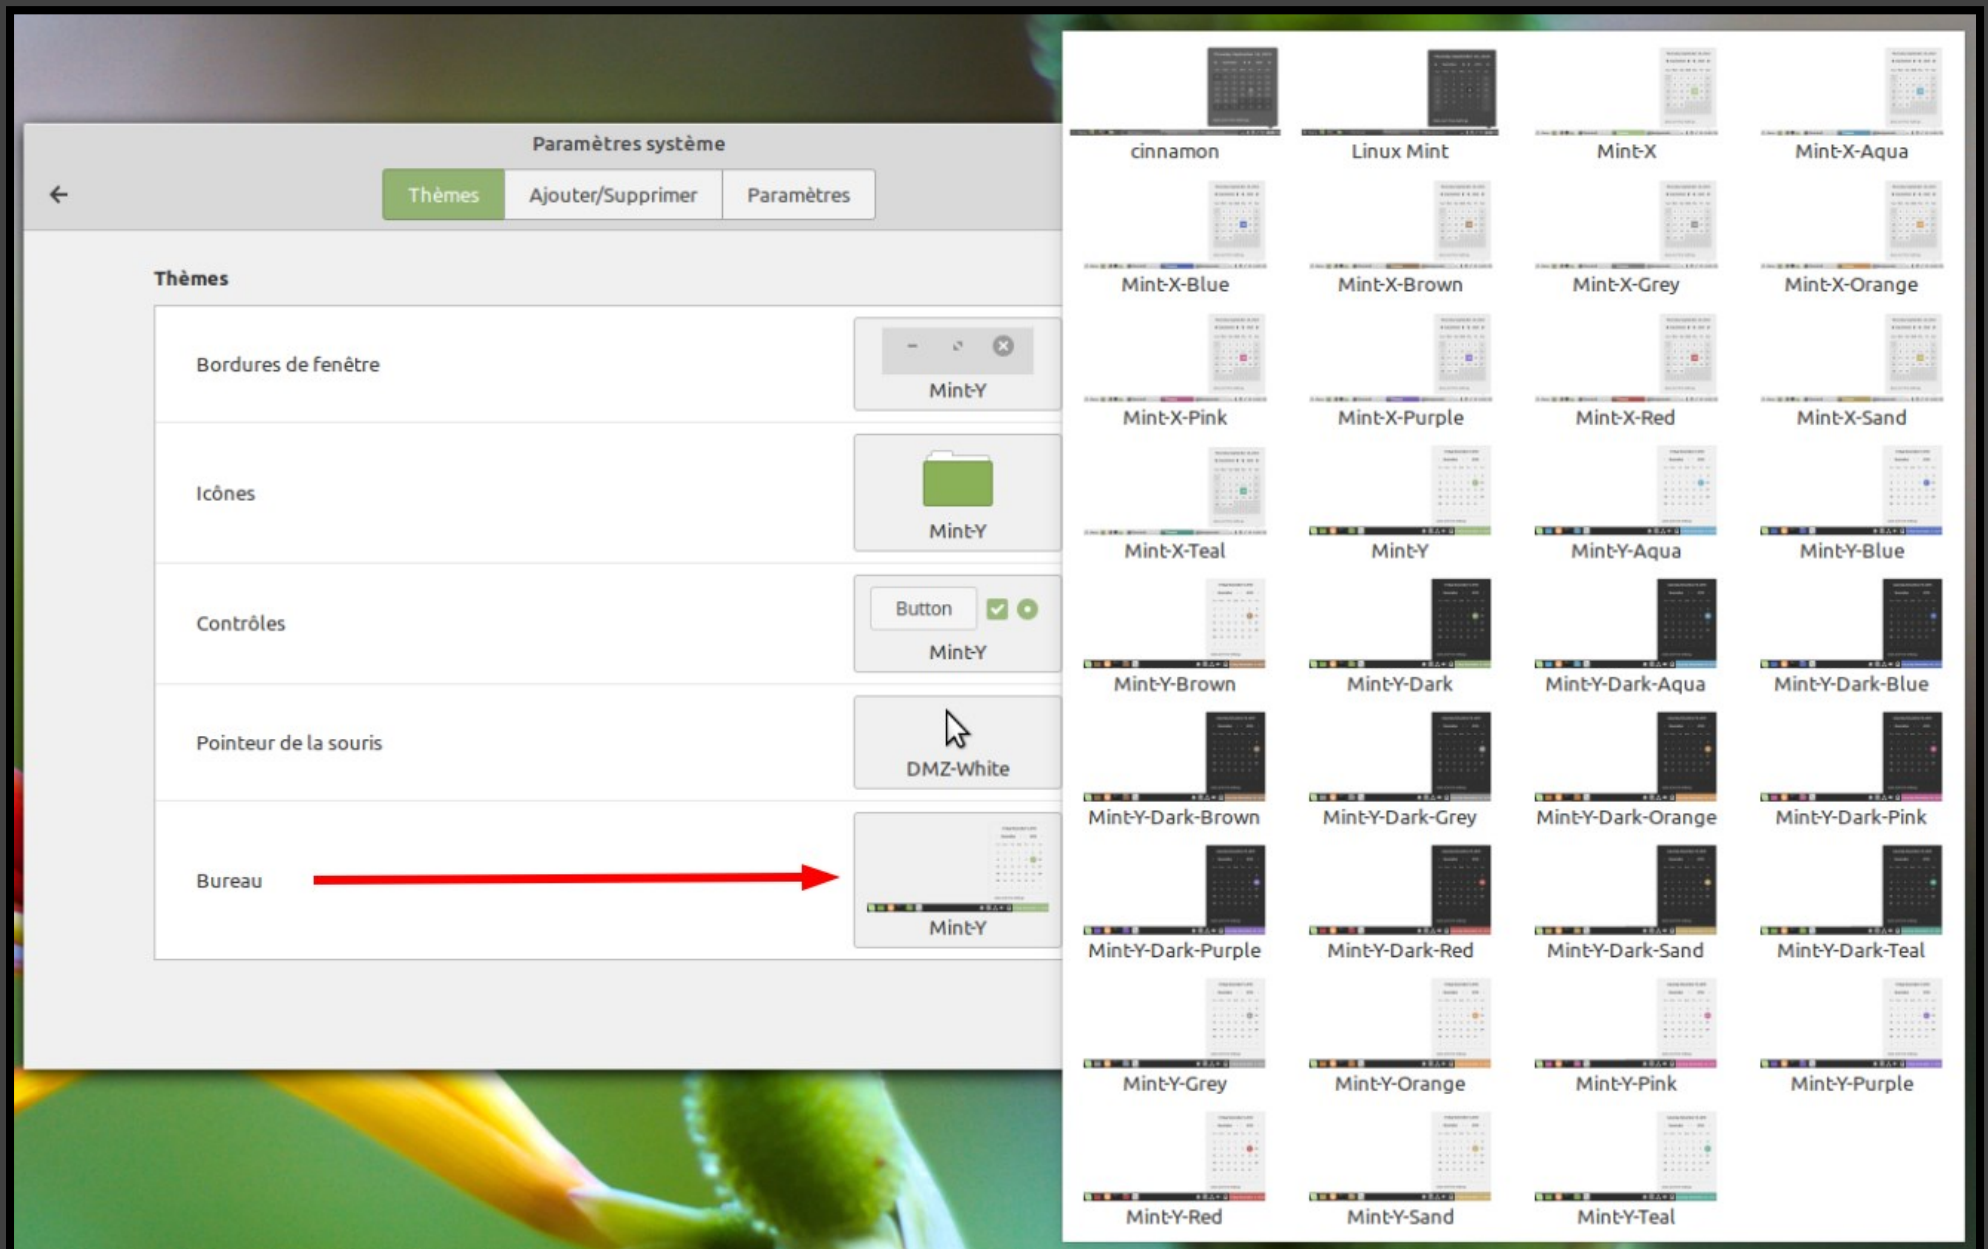 Paramètres système
Thèmes
Ajouter/Supprimer
Paramètres
Thèmes
Bordures de fenêtre
Mint-Y
Icônes
Mint-Y
Contrôles
Button
Mint-Y
Pointeur de la souris
DMZ-White
Bureau
Mint-Y
cinnamon
Linux Mint
Mint-X
Mint-X-Aqua
Mint-X-Blue
Mint-X-Brown
Mint-X-Grey
Mint-X-Orange
Mint-X-Pink
Mint-X-Purple
Mint-X-Red
Mint-X-Sand
Mint-X-Teal
Mint-Y
Mint-Y-Aqua
Mint-Y-Blue
Mint-Y-Brown
Mint-Y-Dark
Mint-Y-Dark-Aqua
Mint-Y-Dark-Blue
Mint-Y-Dark-Brown
Mint-Y-Dark-Grey
Mint-Y-Dark-Orange
Mint-Y-Dark-Pink
Mint-Y-Dark-Purple
Mint-Y-Dark-Red
Mint-Y-Dark-Sand
Mint-Y-Dark-Teal
Mint-Y-Grey
Mint-Y-Orange
Mint-Y-Pink
Mint-Y-Purple
Mint-Y-Red
Mint-Y-Sand
Mint-Y-Teal